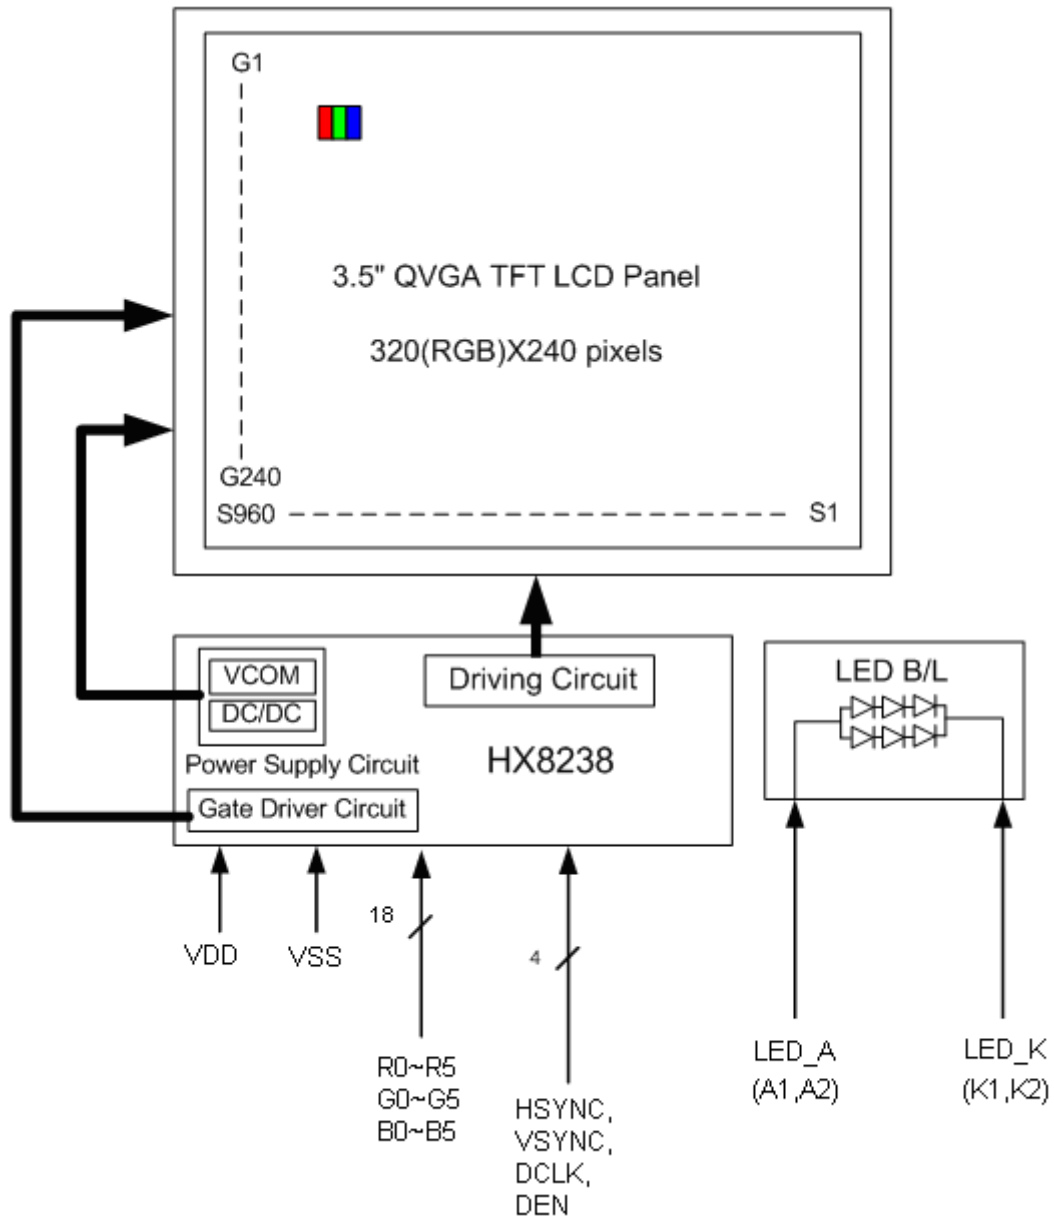 G1
3.5" QVGA TFT LCD Panel
320(RGB)X240 pixels
G240
S960
S1
VCOM
DC/DC
Power Supply Circuit
Gate Driver Circuit
Driving Circuit
HX8238
LED B/L
18
4
VDD
VSS
R0~R5
G0~G5
B0~B5
HSYNC,
VSYNC,
DCLK,
DEN
LED_A
(A1,A2)
LED_K
(K1,K2)